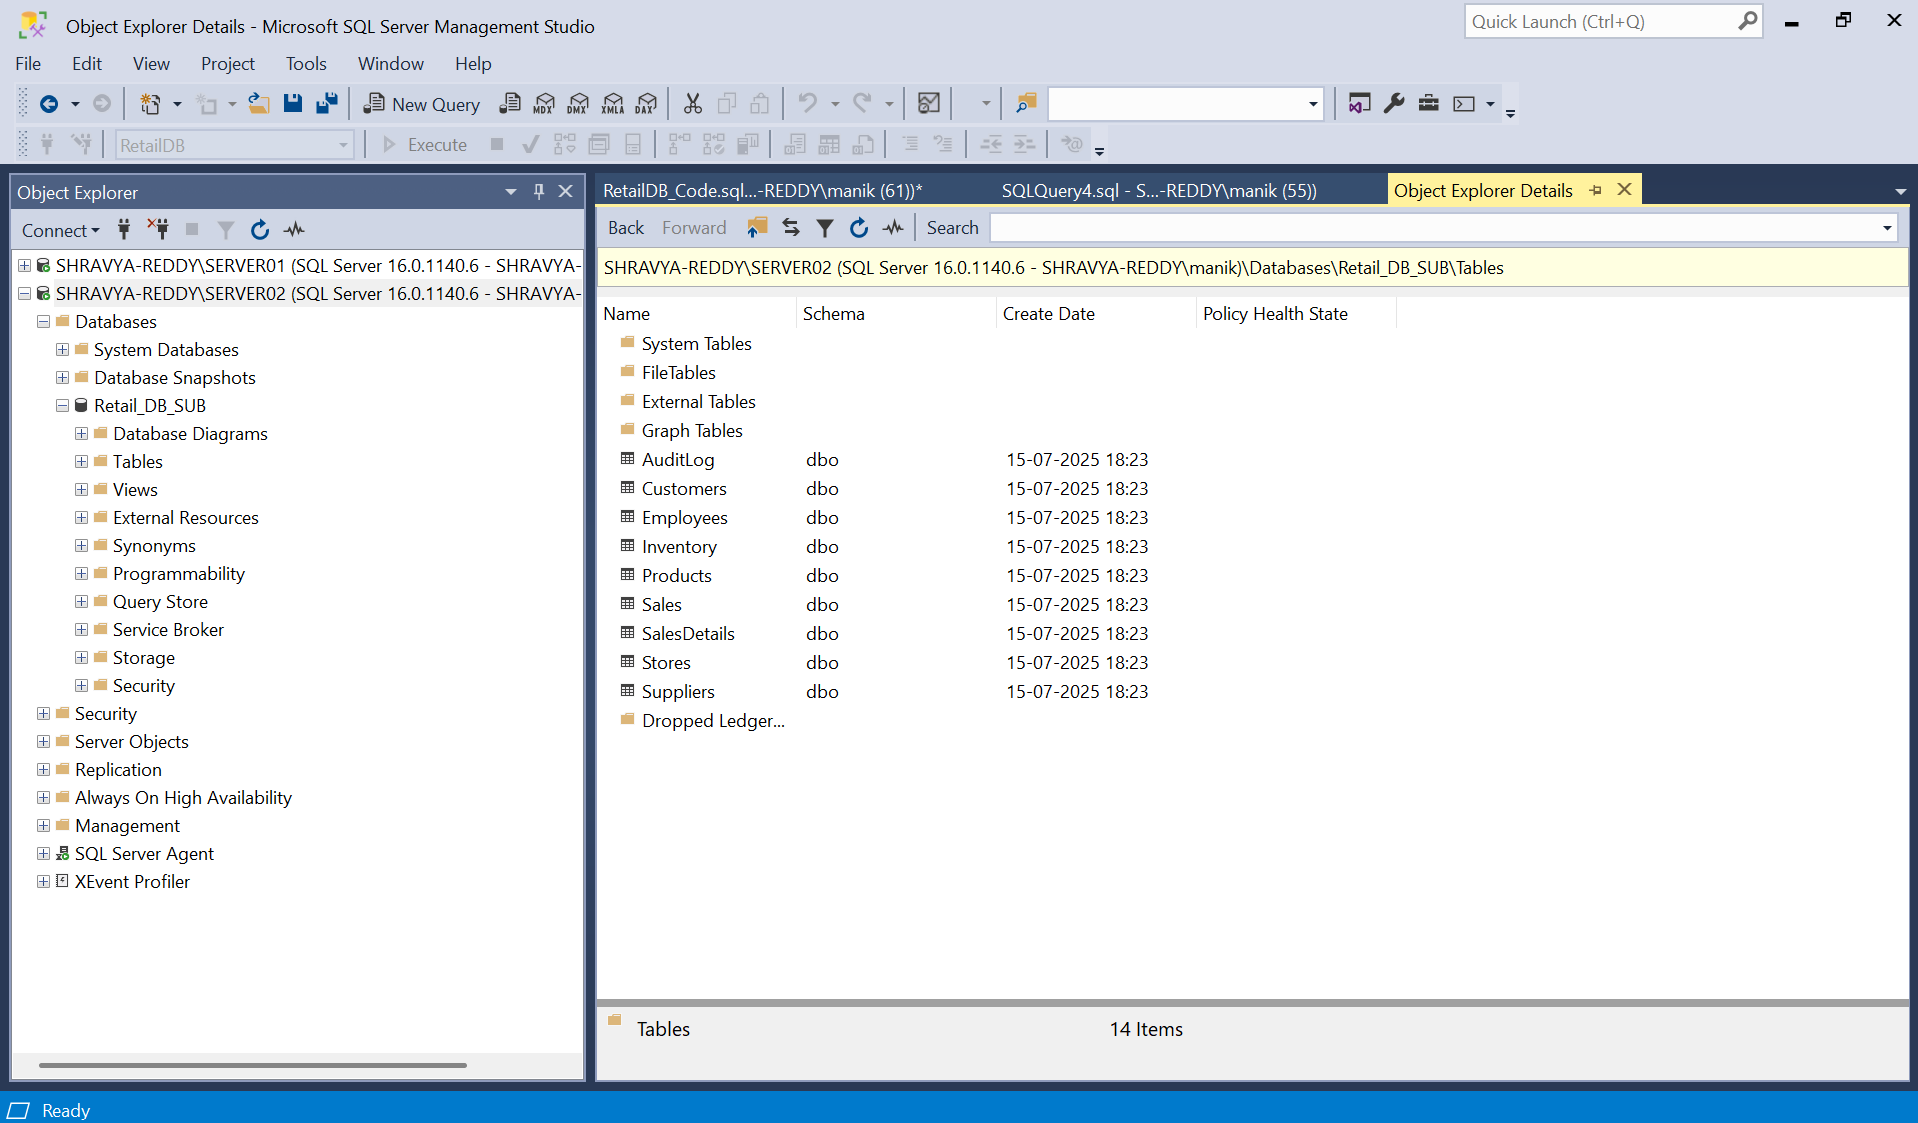 Object Explorer Details - Microsoft SQL Server Management Studio
Quick Launch (Ctrl+Q)
File Edit View Project Tools Window Help
New Query MDX DMX XMLA DAX
RetailDB Execute
Object Explorer
RetailDB_Code.sql...-REDDY\manik (61))* SQLQuery4.sql - S...-REDDY\manik (55)) Object Explorer Details
Connect
Back Forward Search
SHRAVYA-REDDY\SERVER01 (SQL Server 16.0.1140.6 - SHRAVYA-
SHRAVYA-REDDY\SERVER02 (SQL Server 16.0.1140.6 - SHRAVYA-
Databases
System Databases
Database Snapshots
Retail_DB_SUB
Database Diagrams
Tables
Views
External Resources
Synonyms
Programmability
Query Store
Service Broker
Storage
Security
Security
Server Objects
Replication
Always On High Availability
Management
SQL Server Agent
XEvent Profiler
SHRAVYA-REDDY\SERVER02 (SQL Server 16.0.1140.6 - SHRAVYA-REDDY\manik)\Databases\Retail_DB_SUB\Tables
Name Schema Create Date Policy Health State
System Tables
FileTables
External Tables
Graph Tables
AuditLog dbo 15-07-2025 18:23
Customers dbo 15-07-2025 18:23
Employees dbo 15-07-2025 18:23
Inventory dbo 15-07-2025 18:23
Products dbo 15-07-2025 18:23
Sales dbo 15-07-2025 18:23
SalesDetails dbo 15-07-2025 18:23
Stores dbo 15-07-2025 18:23
Suppliers dbo 15-07-2025 18:23
Dropped Ledger...
Tables 14 Items
Ready